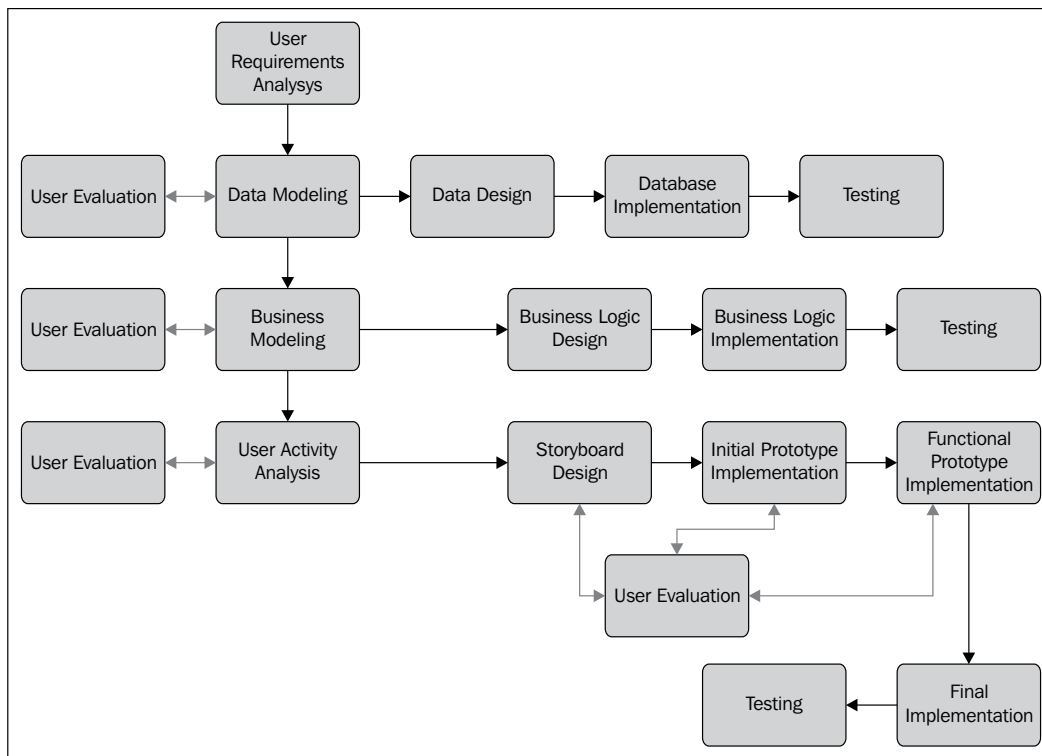 User
Requirements
Analysys
User Evaluation
Data Modeling
Data Design
Database
Implementation
Testing
User Evaluation
Business
Modeling
Business Logic
Design
Business Logic
Implementation
Testing
User Evaluation
User Activity
Analysis
Storyboard
Design
Initial Prototype
Implementation
Functional
Prototype
Implementation
User Evaluation
Testing
Final
Implementation